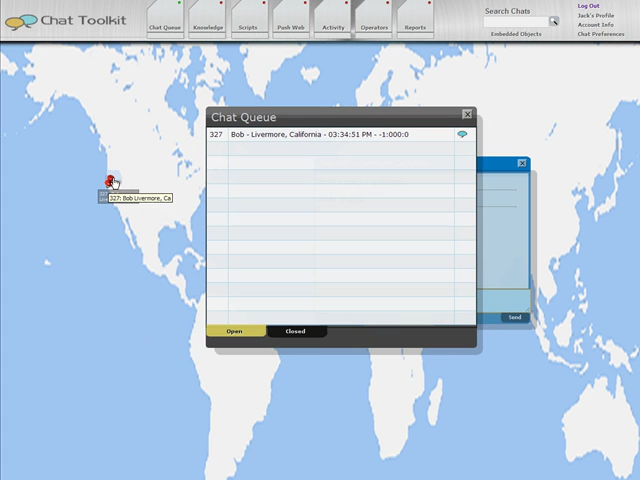 Chat Toolkit
Chat Queue
Knowledge
Scripts
Push Web
Activity
Operators
Reports
Search Chats
Embedded Objects
Log Out
Jack's Profile
Account Info
Chat Preferences
Chat Queue
327 Bob - Livermore, California - 03:34:51 PM - -1:000:0
327: Bob Livermore, Ca
Send
Open
Closed